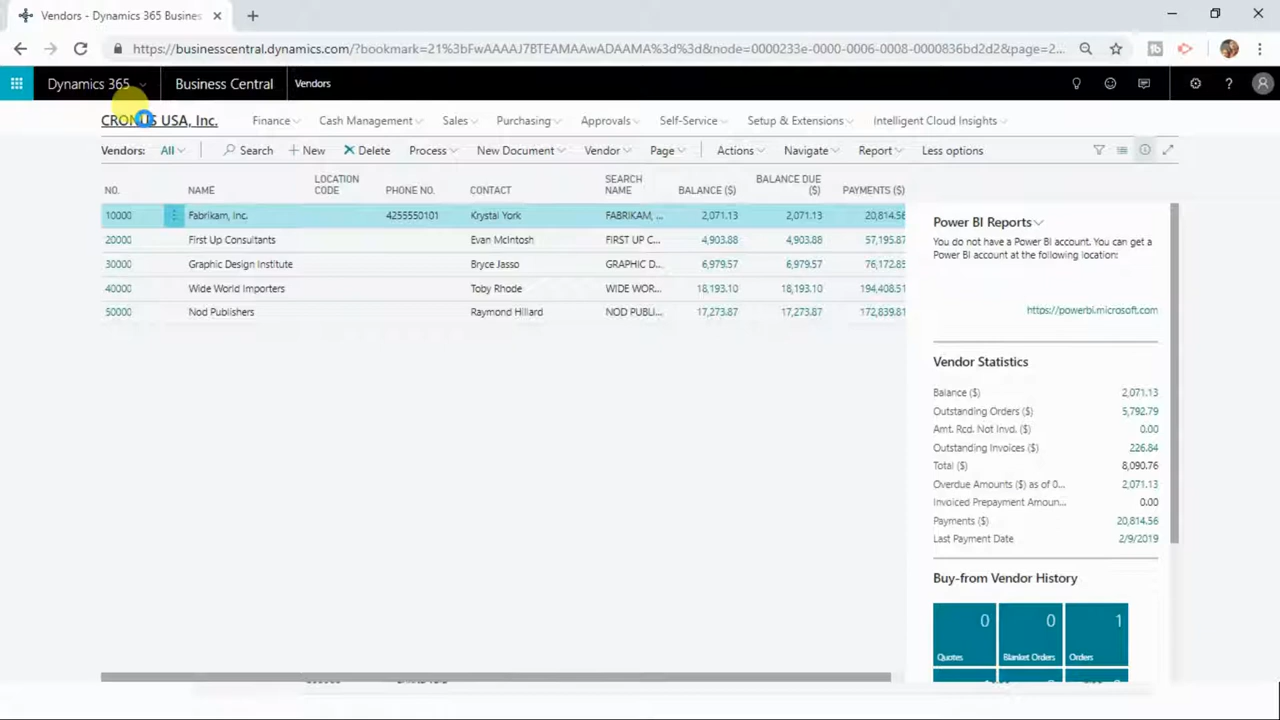 Vendors - Dynamics 365 Busines
https://businesscentral.dynamics.com/?bookmark=21%3bFwAAAAJ7BTEAMAAwADAAMA%3d%3d&node=0000233e-0000-0006-0008-0000836bd2d2&page=2...
Dynamics 365 Business Central Vendors
?
CRONUS USA, Inc. Finance Cash Management Sales Purchasing Approvals Self-Service Setup & Extensions Intelligent Cloud Insights
Vendors: All Search + New Delete Process New Document Vendor Page Actions Navigate Report Less options
NO. NAME LOCATION CODE PHONE NO. CONTACT SEARCH NAME BALANCE ($) BALANCE DUE ($) PAYMENTS ($)
10000 Fabrikam, Inc. 4255550101 Krystal York FABRIKAM, ... 2,071.13 2,071.13 20,814.56
20000 First Up Consultants Evan McIntosh FIRST UP C... 4,903.88 4,903.88 57,195.87
30000 Graphic Design Institute Bryce Jasso GRAPHIC D... 6,979.57 6,979.57 76,172.85
40000 Wide World Importers Toby Rhode WIDE WOR... 18,193.10 18,193.10 194,408.51
50000 Nod Publishers Raymond Hillard NOD PUBLI... 17,273.87 17,273.87 172,839.81
Power BI Reports
You do not have a Power BI account. You can get a
Power BI account at the following location:
https://powerbi.microsoft.com
Vendor Statistics
Balance ($) 2,071.13
Outstanding Orders ($) 5,792.79
Amt. Rcd. Not Invd. ($) 0.00
Outstanding Invoices ($) 226.84
Total ($) 8,090.76
Overdue Amounts ($) as of 0... 2,071.13
Invoiced Prepayment Amoun... 0.00
Payments ($) 20,814.56
Last Payment Date 2/9/2019
Buy-from Vendor History
0 0 1
Quotes Blanket Orders Orders